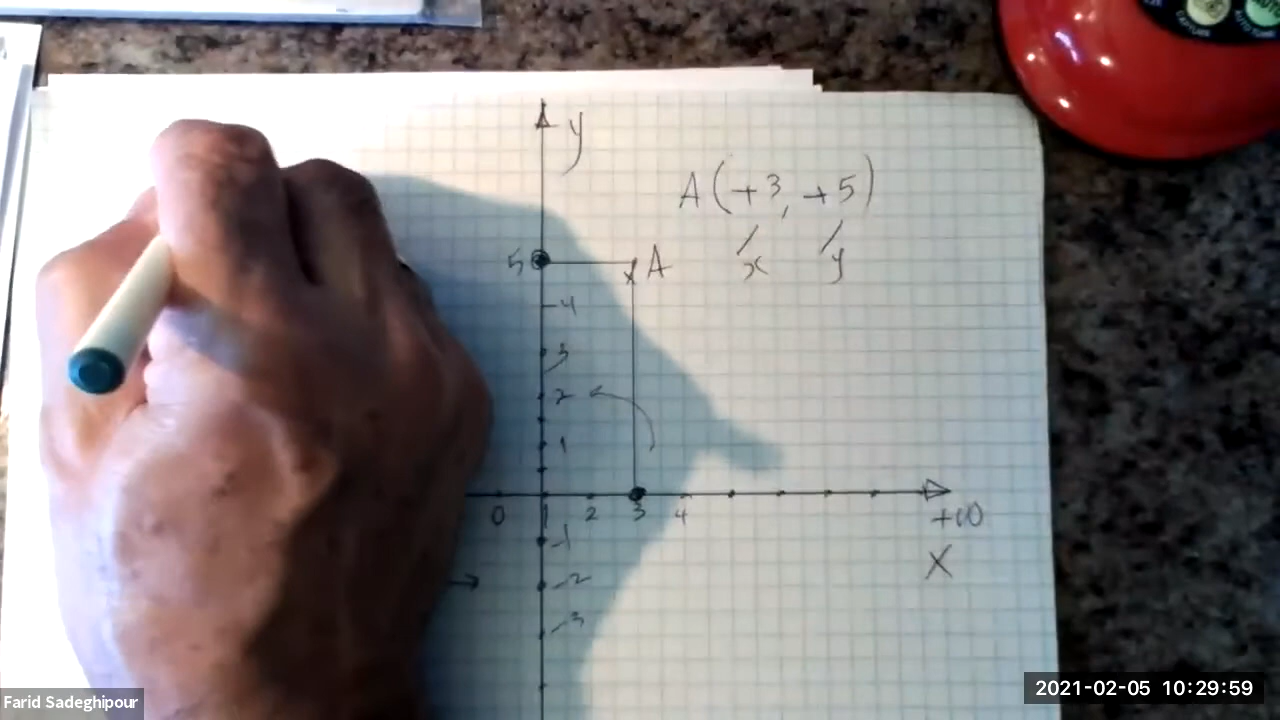 y
A(+3, +5)
x y
5 A
4
3
2
1
0 1 2 3 4
+∞
-1
X
-2
-3
Farid Sadeghipour
2021-02-05 10:29:59